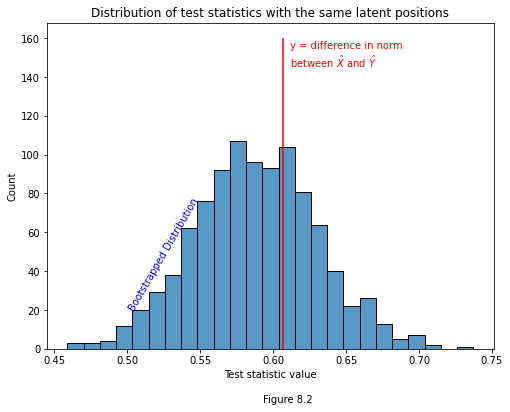 Distribution of test statistics with the same latent positions
160
140
120
100
80
60
40
20
0
Count
y = difference in norm
between X̂ and Ŷ
Bootstrapped Distribution
0.45 0.50 0.55 0.60 0.65 0.70 0.75
Test statistic value
Figure 8.2